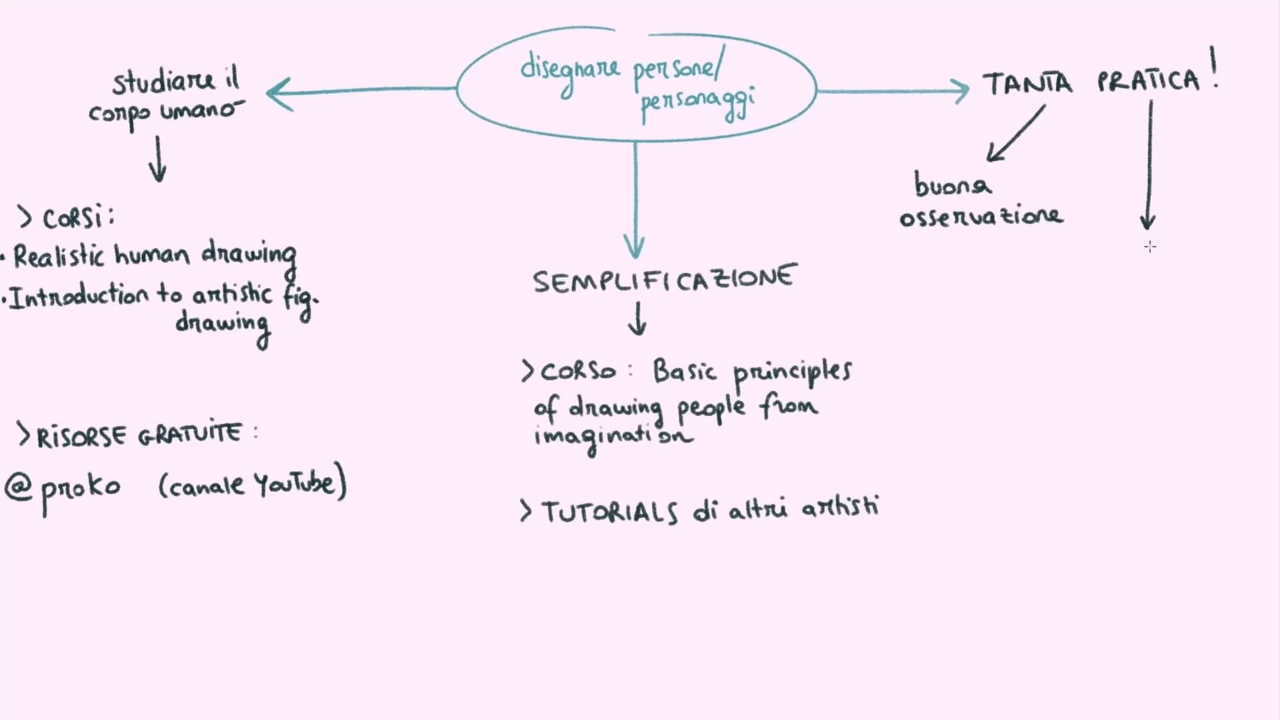 disegnare persone/
personaggi
studiare il
corpo umano
> CORSi:
• Realistic human drawing
• Introduction to artistic fig.
drawing
> RiSORSE GRATUiTE :
@ proko (canale YouTube)
SEMPLIFICAZIONE
> CORSO : Basic principles
of drawing people from
imagination
> TUTORIALS di altri artisti
TANTA PRATICA!
buona
osservazione